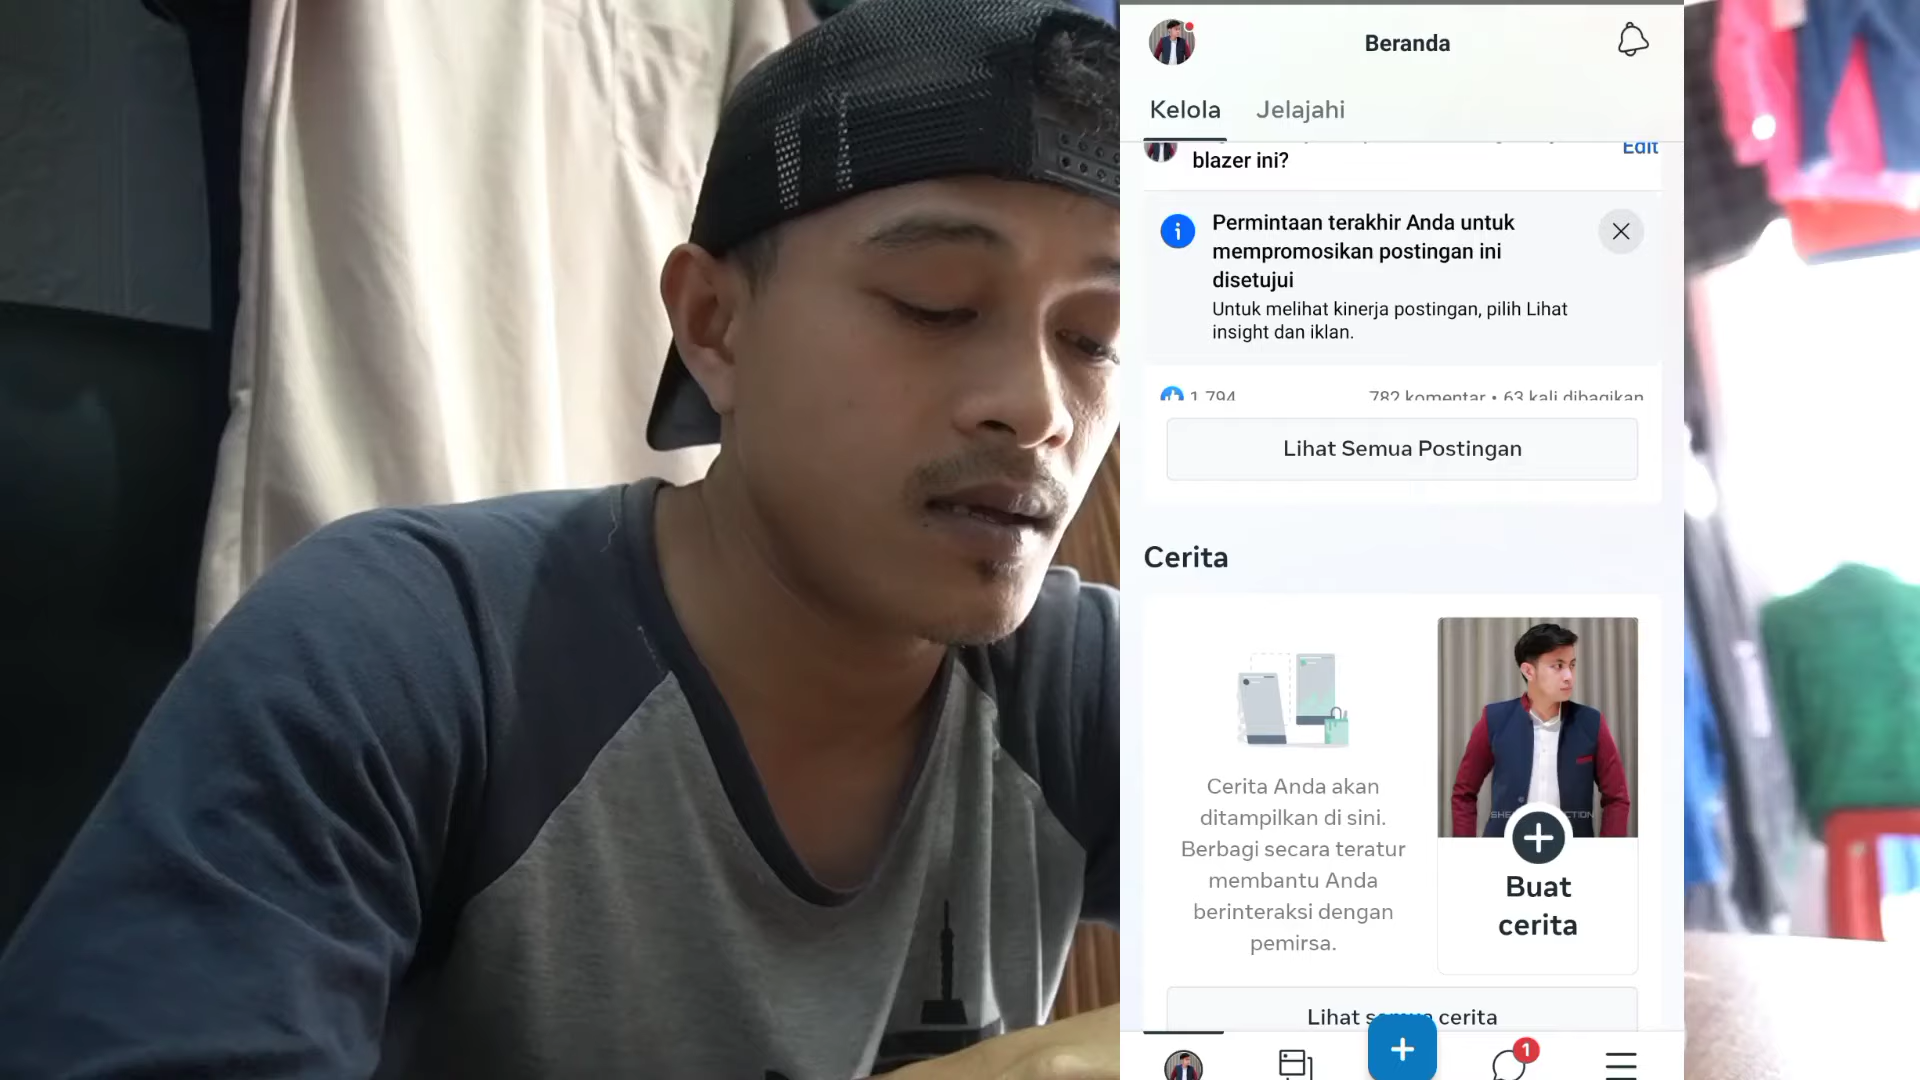 Beranda
Kelola Jelajahi
Edit
blazer ini?
Permintaan terakhir Anda untuk
mempromosikan postingan ini
disetujui
Untuk melihat kinerja postingan, pilih Lihat
insight dan iklan.
1.794 782 komentar • 63 kali dibagikan
Lihat Semua Postingan
Cerita
Cerita Anda akan
ditampilkan di sini.
Berbagi secara teratur
membantu Anda
berinteraksi dengan
pemirsa.
Buat
cerita
Lihat semua cerita
1